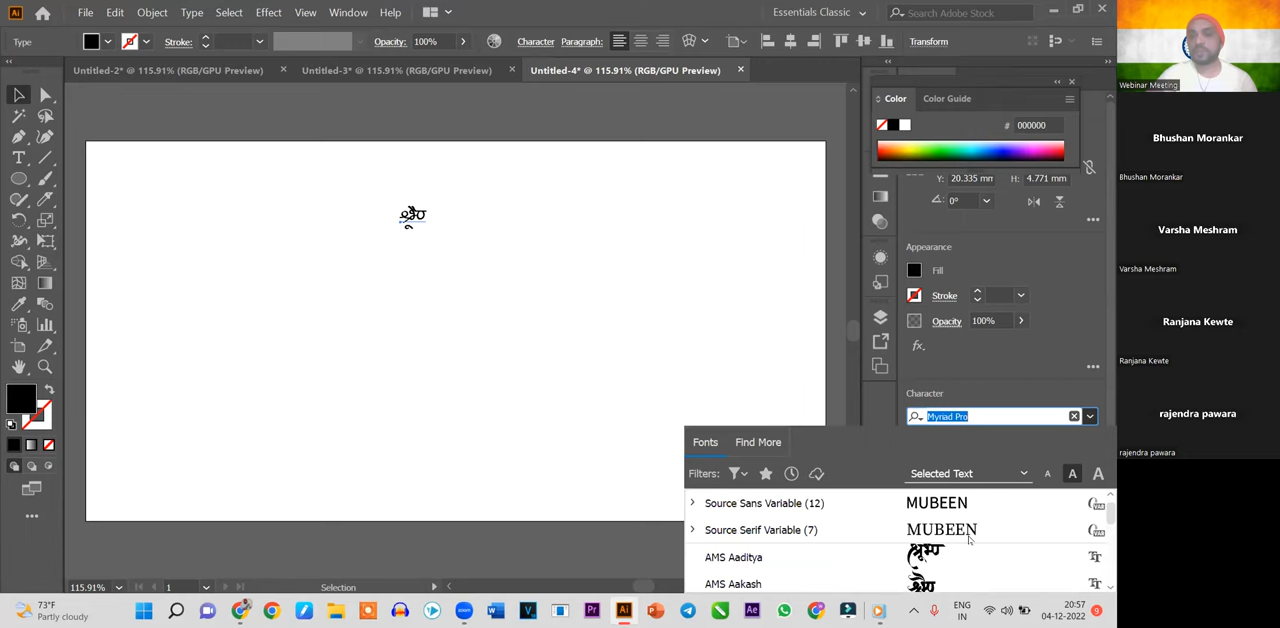 File Edit Object Type Select Effect View Window Help
Essentials Classic
Search Adobe Stock
Type
Stroke:
Opacity: 100%
Character
Paragraph:
Transform
Untitled-2* @ 115.91% (RGB/GPU Preview)
Untitled-3* @ 115.91% (RGB/GPU Preview)
Untitled-4* @ 115.91% (RGB/GPU Preview)
Color
Color Guide
# 000000
Y: 20.335 mm
H: 4.771 mm
0°
Appearance
Fill
Stroke
Opacity 100%
fx
Character
Myriad Pro
Fonts
Find More
Filters:
Selected Text
A A A
Source Sans Variable (12) MUBEEN
Source Serif Variable (7) MUBEEN
AMS Aaditya
AMS Aakash
115.91%
1
Selection
Webinar Meeting
Bhushan Morankar
Bhushan Morankar
Varsha Meshram
Varsha Meshram
Ranjana Kewte
Ranjana Kewte
rajendra pawara
rajendra pawara
73°F
Partly cloudy
ENG
IN
20:57
04-12-2022